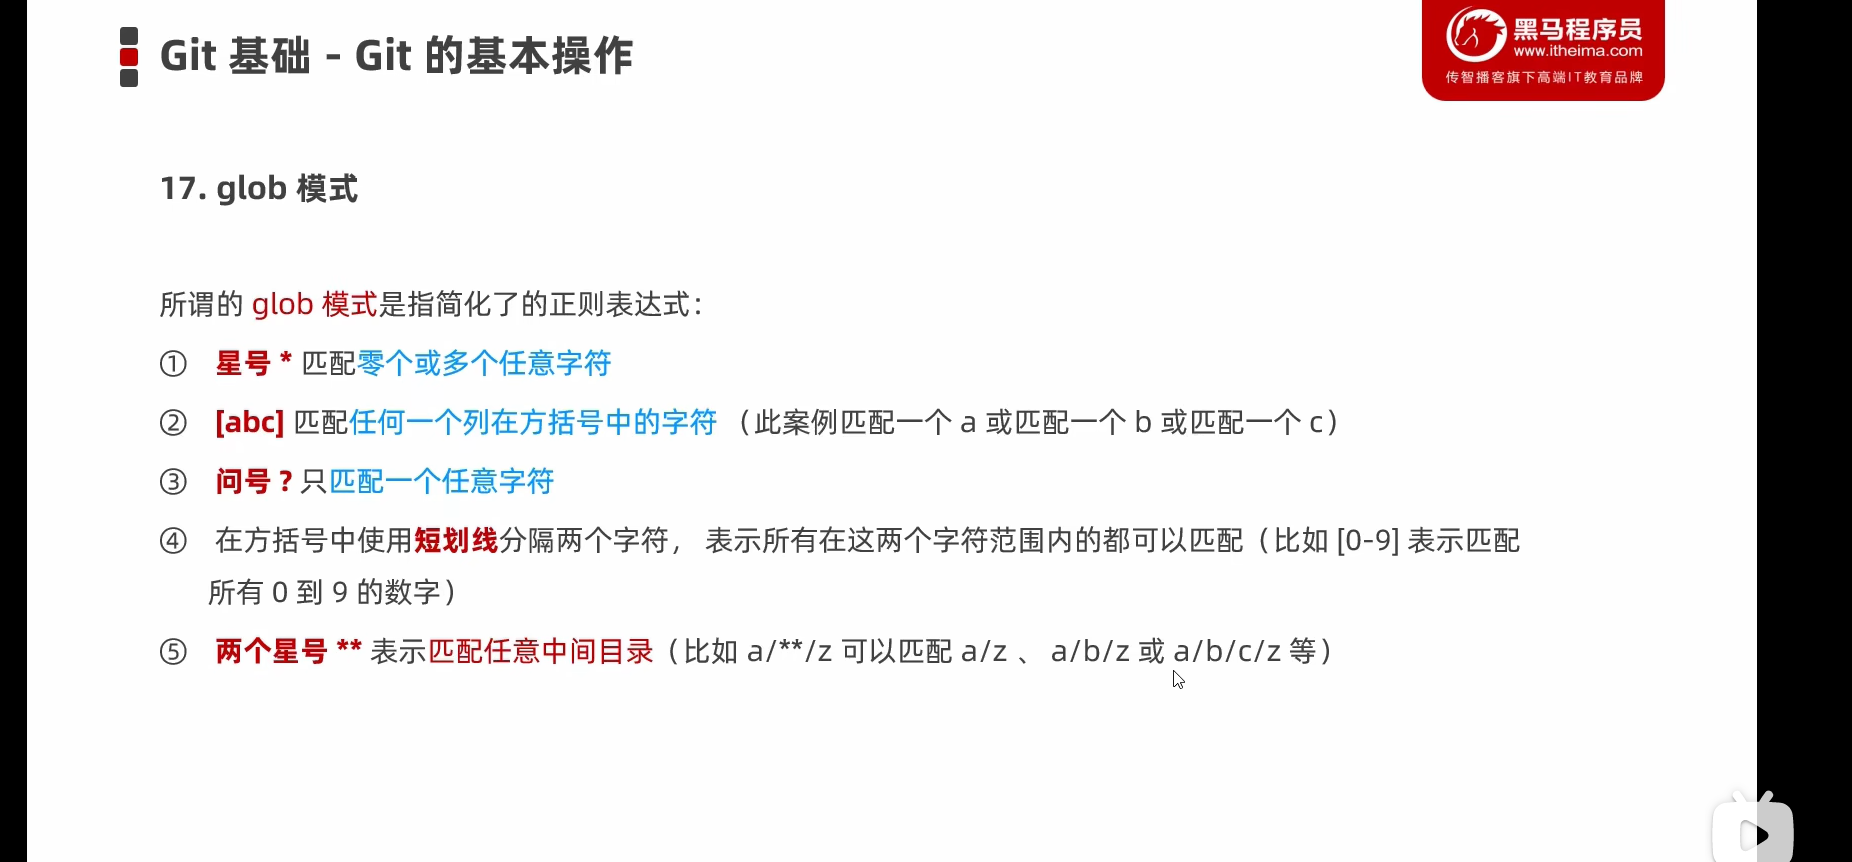 Git 基础 - Git 的基本操作
黑马程序员
www.itheima.com
传智播客旗下高端IT教育品牌
17. glob 模式
所谓的 glob 模式是指简化了的正则表达式：
① 星号 * 匹配零个或多个任意字符
② [abc] 匹配任何一个列在方括号中的字符 （此案例匹配一个 a 或匹配一个 b 或匹配一个 c）
③ 问号 ? 只匹配一个任意字符
④ 在方括号中使用短划线分隔两个字符， 表示所有在这两个字符范围内的都可以匹配（比如 [0-9] 表示匹配
所有 0 到 9 的数字）
⑤ 两个星号 ** 表示匹配任意中间目录（比如 a/**/z 可以匹配 a/z 、 a/b/z 或 a/b/c/z 等）